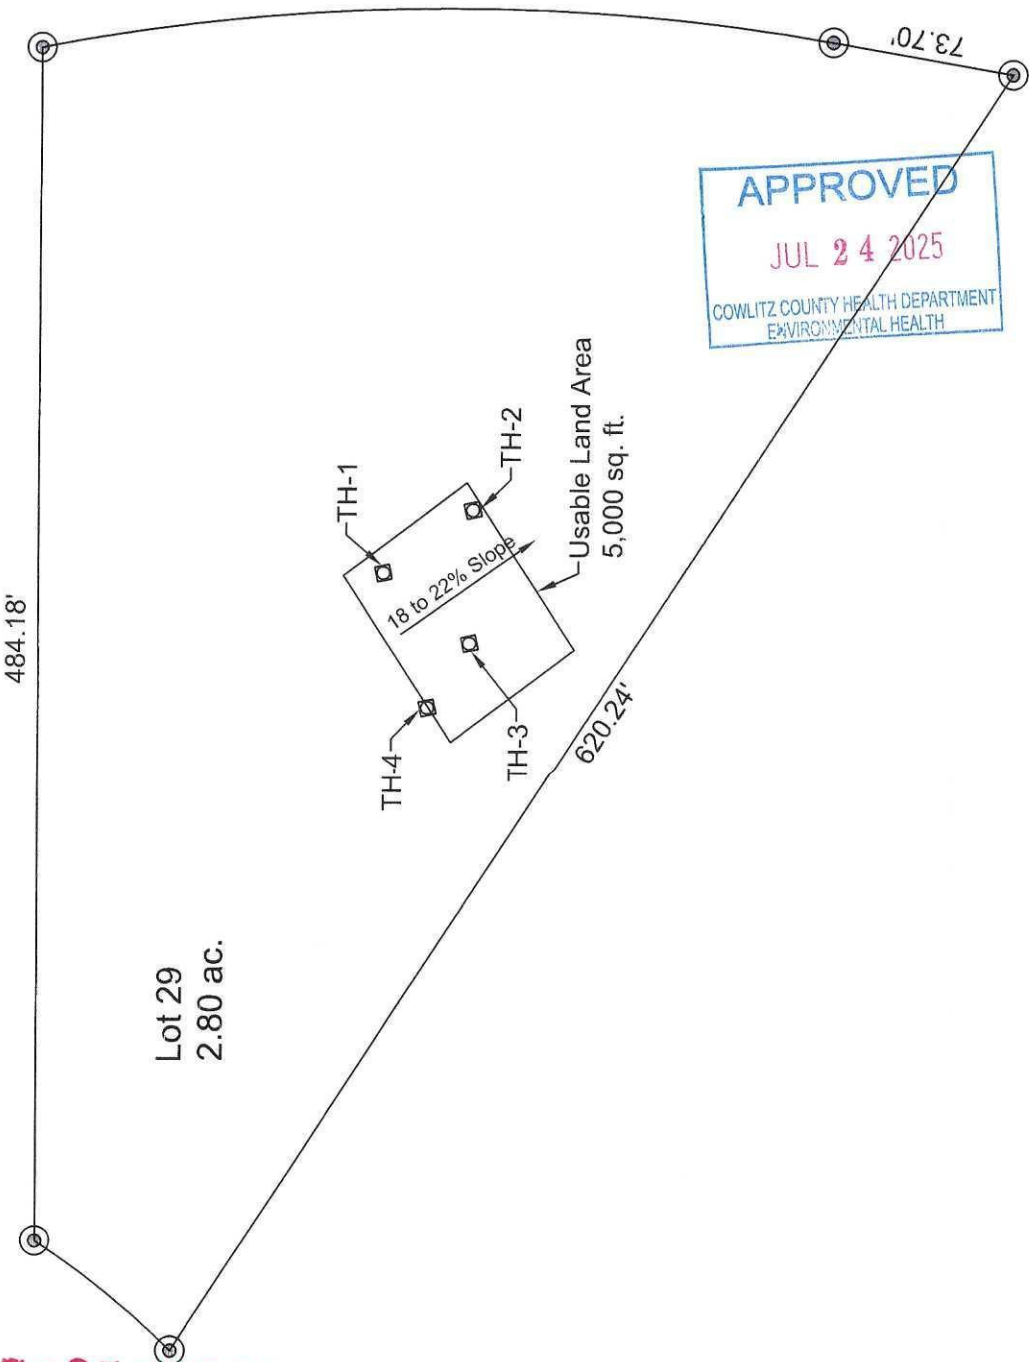 73.70'
APPROVED
JUL 24 2025
COWLITZ COUNTY HEALTH DEPARTMENT
ENVIRONMENTAL HEALTH
484.18'
TH-1
TH-2
18 to 22% Slope
Usable Land Area
5,000 sq. ft.
TH-4
TH-3
620.24'
Lot 29
2.80 ac.